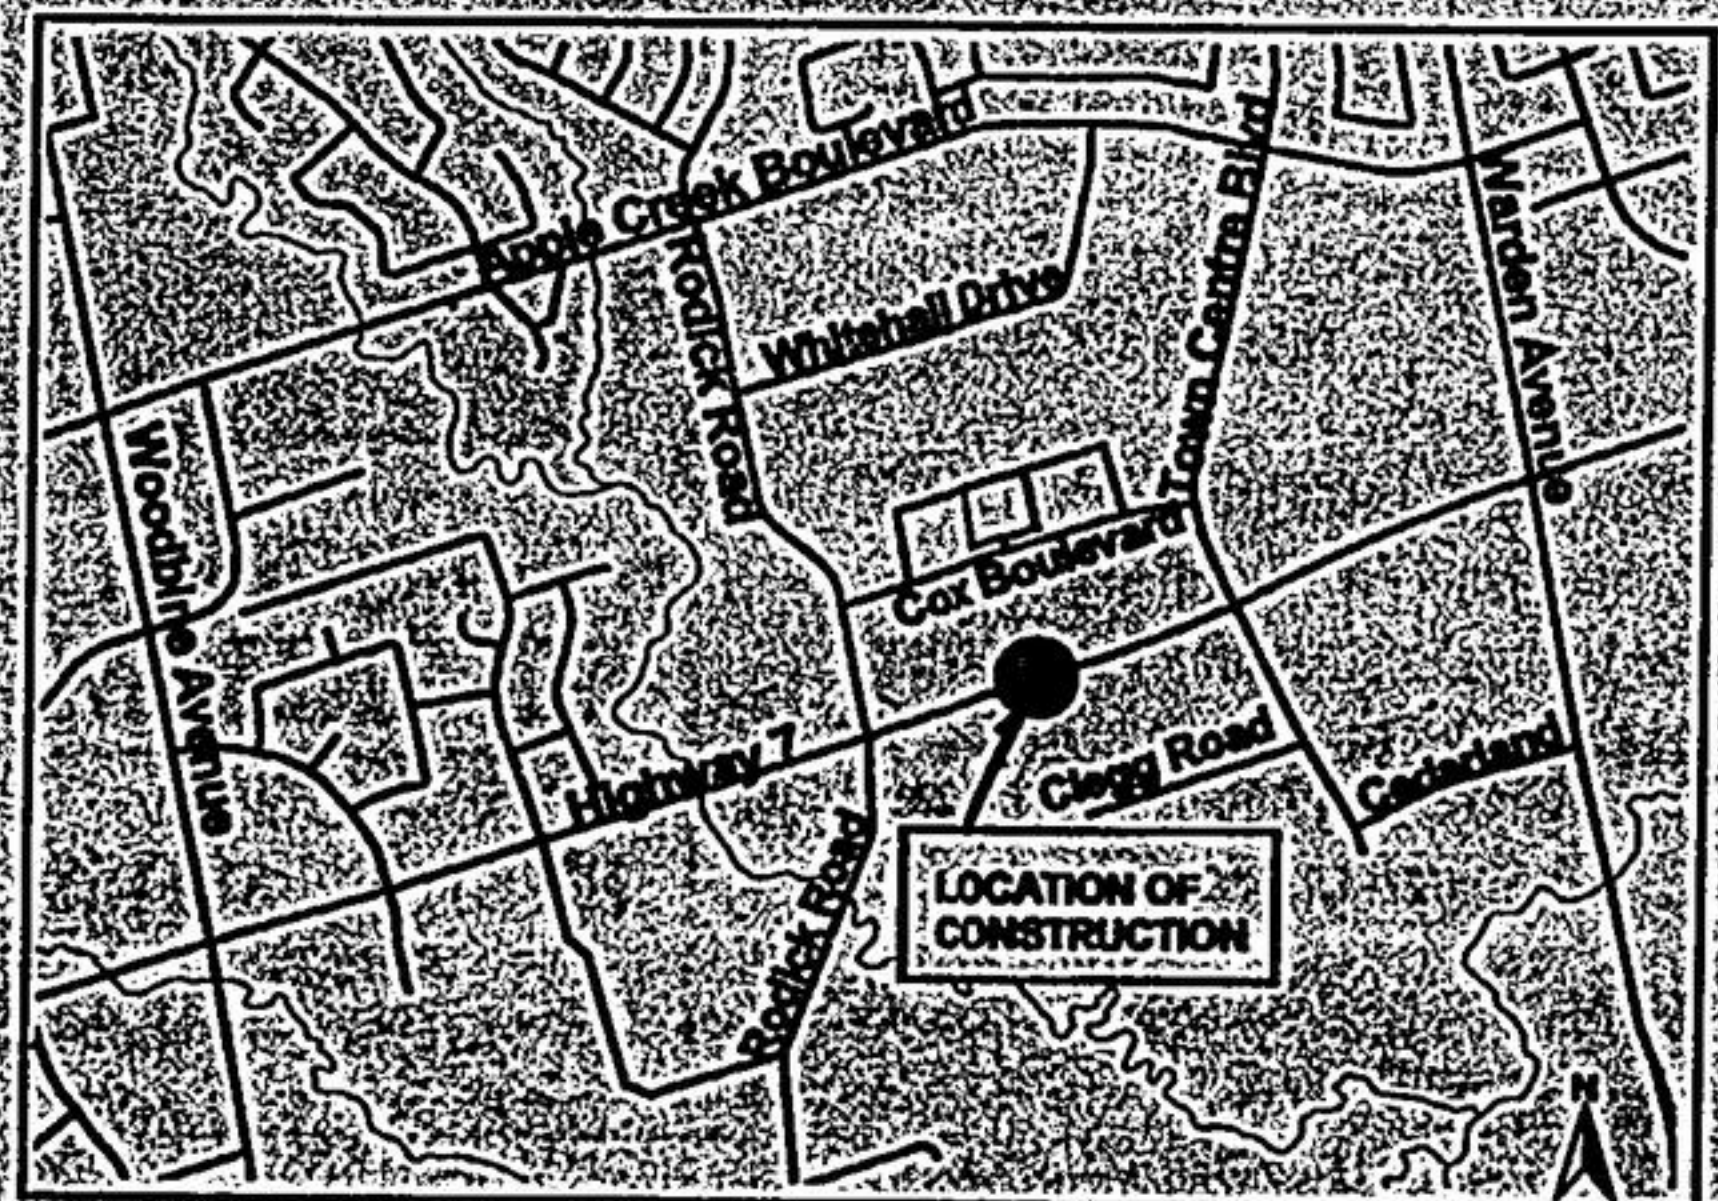 Apple Creek Boulevard
Rodick Road
Whitehall Drive
Town Centre Blvd
Warden Avenue
Woodbine Avenue
Cox Boulevard
Highway 7
Clegg Road
Cedarland
Rodick Road
LOCATION OF
CONSTRUCTION
N